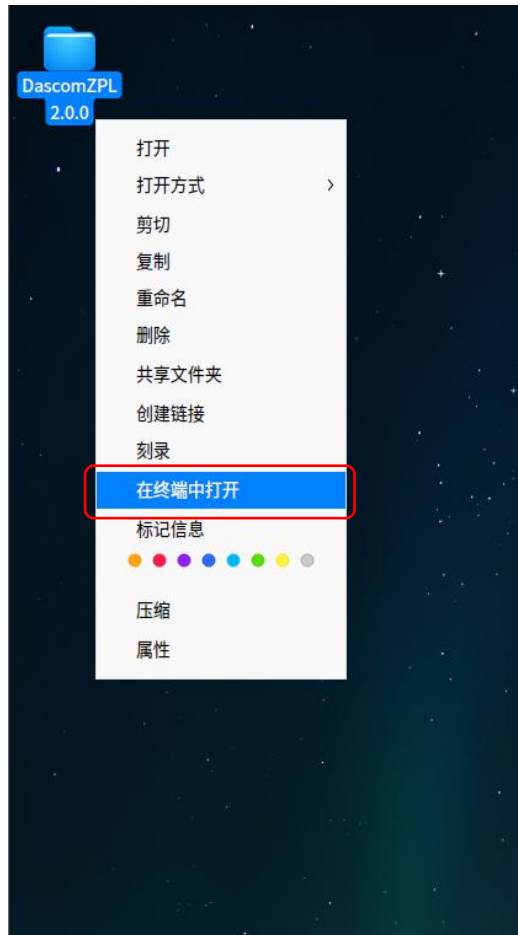 DascomZPL
2.0.0
打开
打开方式
剪切
复制
重命名
删除
共享文件夹
创建链接
刻录
在终端中打开
标记信息
压缩
属性